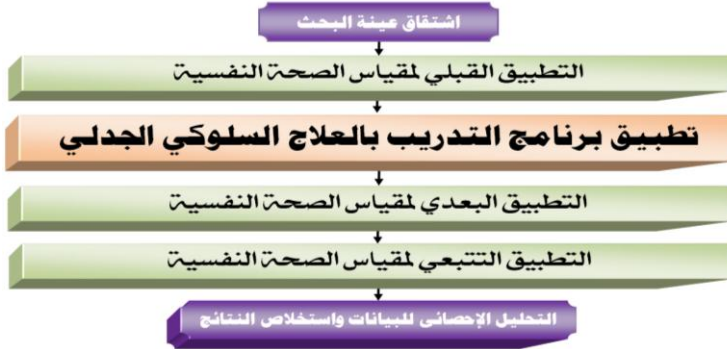 اشتقاق عينة البحث
التطبيق القبلي لمقياس الصحة النفسية
تطبيق برنامج التدريب بالعلاج السلوكي الجدلي
التطبيق البعدي لمقياس الصحة النفسية
التطبيق التتبعي لمقياس الصحة النفسية
التحليل الإحصائى للبيانات واستخلاص النتائج